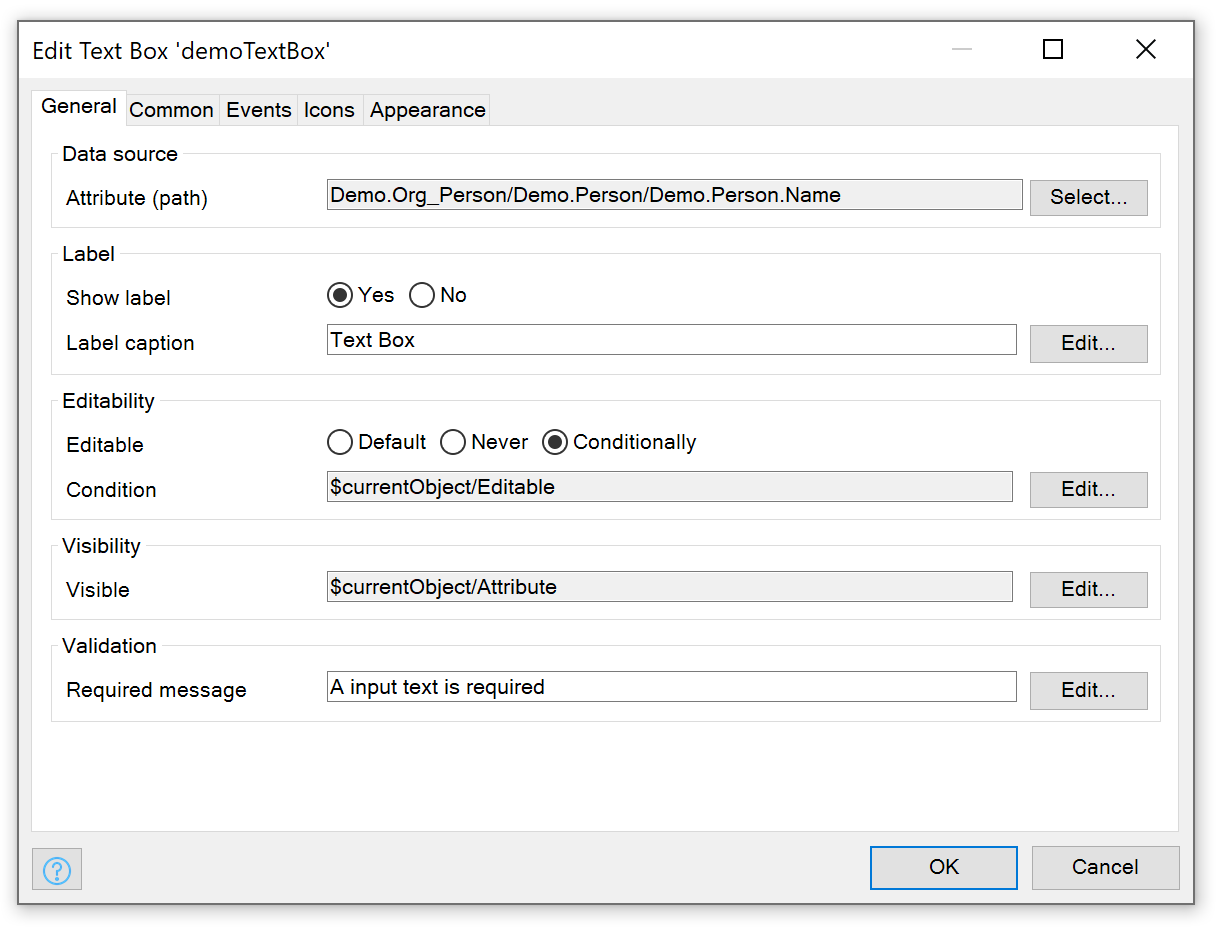 Edit Text Box 'demoTextBox'
General Common Events Icons Appearance
Data source
Attribute (path) Demo.Org_Person/Demo.Person/Demo.Person.Name Select...
Label
Show label Yes No
Label caption Text Box Edit...
Editability
Editable Default Never Conditionally
Condition $currentObject/Editable Edit...
Visibility
Visible $currentObject/Attribute Edit...
Validation
Required message A input text is required Edit...
? OK Cancel